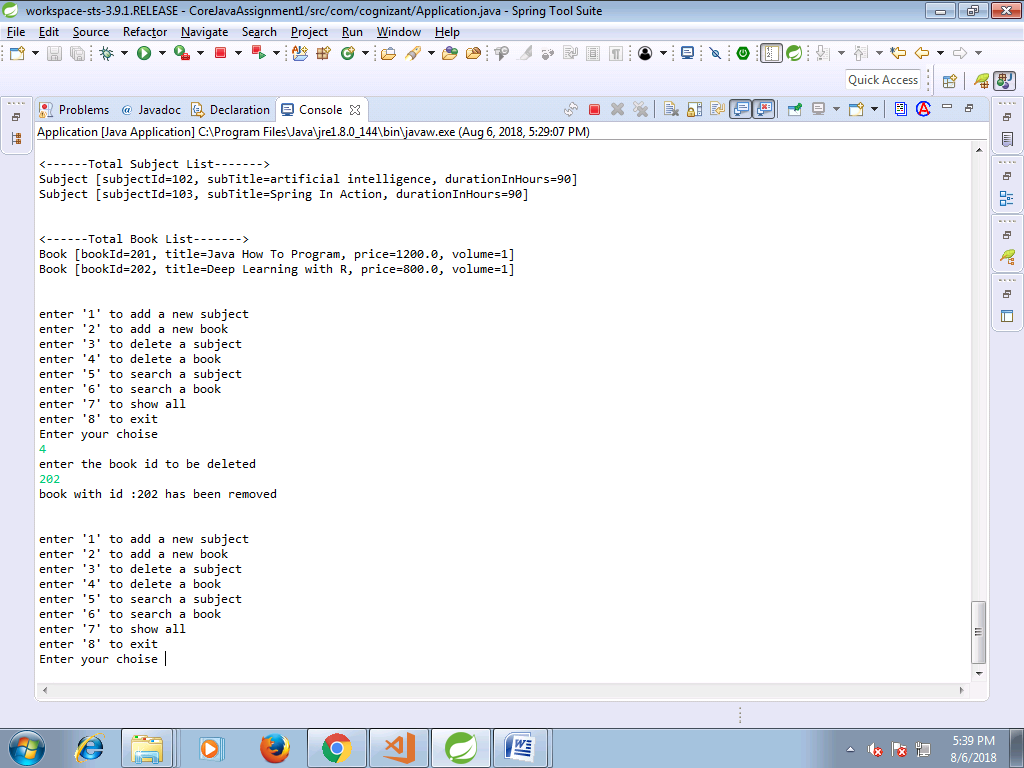 workspace-sts-3.9.1.RELEASE - CoreJavaAssignment1/src/com/cognizant/Application.java - Spring Tool Suite
File Edit Source Refactor Navigate Search Project Run Window Help
Quick Access
Problems @ Javadoc Declaration Console
Application [Java Application] C:\Program Files\Java\jre1.8.0_144\bin\javaw.exe (Aug 6, 2018, 5:29:07 PM)
<------Total Subject List------->
Subject [subjectId=102, subTitle=artificial intelligence, durationInHours=90]
Subject [subjectId=103, subTitle=Spring In Action, durationInHours=90]
<------Total Book List------->
Book [bookId=201, title=Java How To Program, price=1200.0, volume=1]
Book [bookId=202, title=Deep Learning with R, price=800.0, volume=1]
enter '1' to add a new subject
enter '2' to add a new book
enter '3' to delete a subject
enter '4' to delete a book
enter '5' to search a subject
enter '6' to search a book
enter '7' to show all
enter '8' to exit
Enter your choise
4
enter the book id to be deleted
202
book with id :202 has been removed
enter '1' to add a new subject
enter '2' to add a new book
enter '3' to delete a subject
enter '4' to delete a book
enter '5' to search a subject
enter '6' to search a book
enter '7' to show all
enter '8' to exit
Enter your choise
5:39 PM
8/6/2018